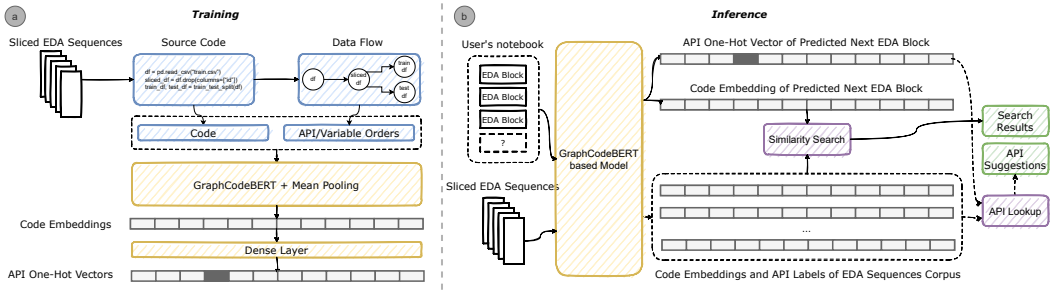 a
Training
Sliced EDA Sequences
Source Code
Data Flow
df = pd.read_csv("train.csv")
sliced_df = df.drop(columns=["id"])
train_df, test_df = train_test_split(df)
df
sliced
df
train
df
test
df
Code
API/Variable Orders
GraphCodeBERT + Mean Pooling
Code Embeddings
Dense Layer
API One-Hot Vectors
b
Inference
User's notebook
EDA Block
EDA Block
EDA Block
?
Sliced EDA Sequences
GraphCodeBERT
based Model
API One-Hot Vector of Predicted Next EDA Block
Code Embedding of Predicted Next EDA Block
Similarity Search
Search
Results
API
Suggestions
API Lookup
...
Code Embeddings and API Labels of EDA Sequences Corpus